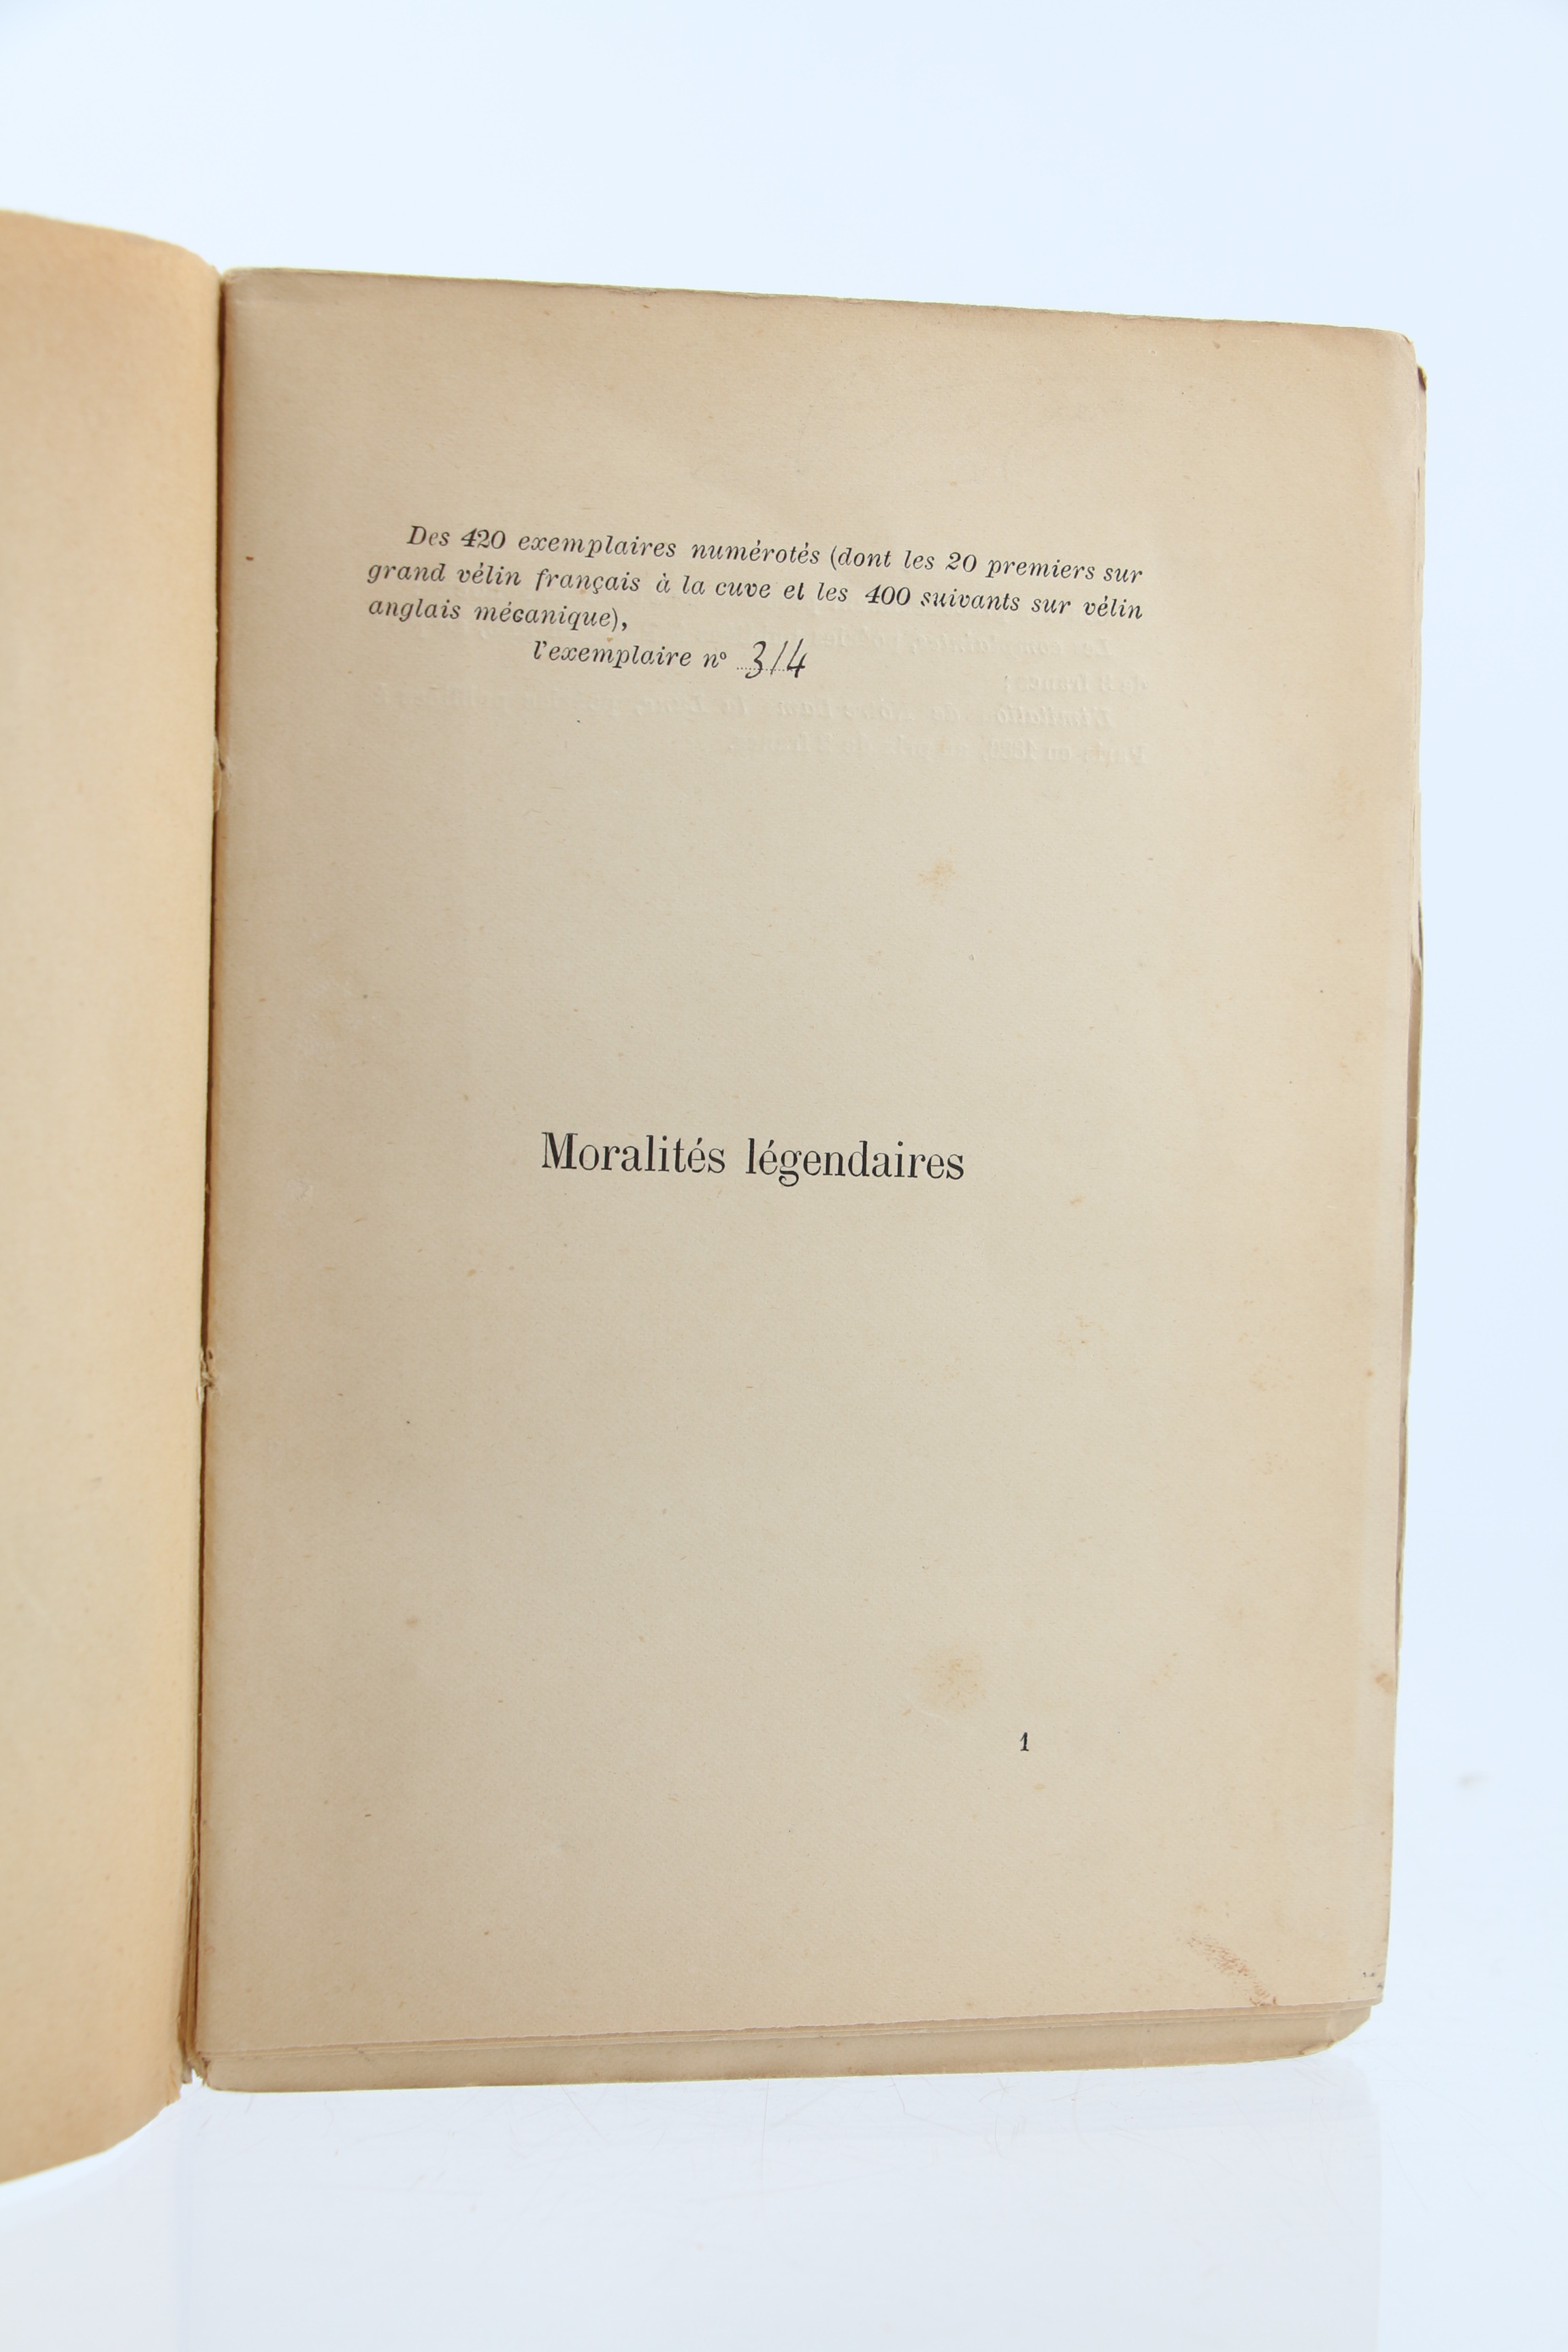 Des 420 exemplaires numérotés (dont les 20 premiers sur
grand vélin français à la cuve et les 400 suivants sur vélin
anglais mécanique),
l'exemplaire nº 314
Moralités légendaires
1